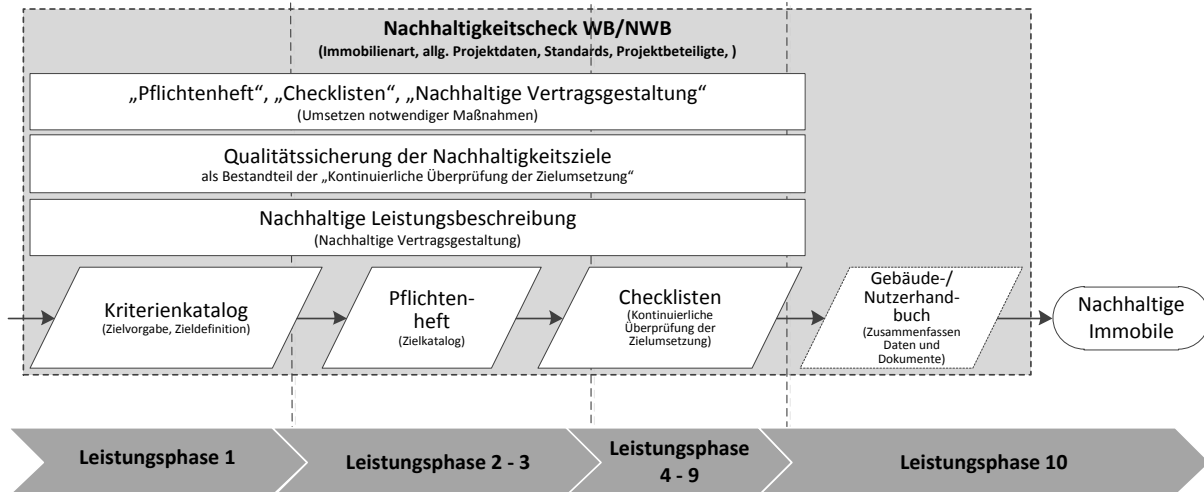 Nachhaltigkeitscheck WB/NWB
(Immobilienart, allg. Projektdaten, Standards, Projektbeteiligte, )
„Pflichtenheft“, „Checklisten“, „Nachhaltige Vertragsgestaltung“
(Umsetzen notwendiger Maßnahmen)
Qualitätssicherung der Nachhaltigkeitsziele
als Bestandteil der „Kontinuierliche Überprüfung der Zielumsetzung“
Nachhaltige Leistungsbeschreibung
(Nachhaltige Vertragsgestaltung)
Kriterienkatalog
(Zielvorgabe, Zieldefinition)
Pflichten-
heft
(Zielkatalog)
Checklisten
(Kontinuierliche
Überprüfung der
Zielumsetzung)
Gebäude-/
Nutzerhand-
buch
(Zusammenfassen
Daten und
Dokumente)
Nachhaltige
Immobile
Leistungsphase 1
Leistungsphase 2 - 3
Leistungsphase
4 - 9
Leistungsphase 10